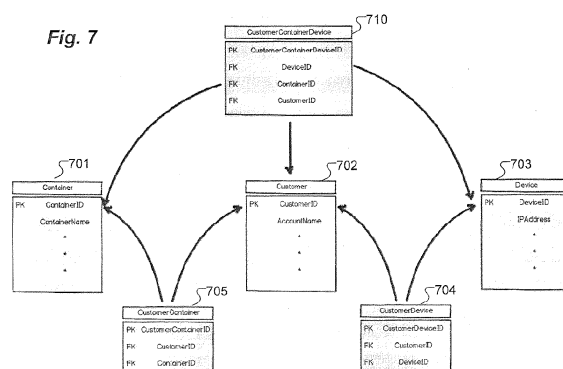 Fig. 7
710
CustomerContainerDevice
PK CustomerContainerDeviceID
FK DeviceID
FK ContainerID
FK CustomerID
701
Container
PK ContainerID
ContainerName
*
*
*
702
Customer
PK CustomerID
AccountName
*
*
*
703
Device
PK DeviceID
IPAddress
*
*
*
705
CustomerContainer
PK CustomerContainerID
FK CustomerID
FK ContainerID
704
CustomerDevice
PK CustomerDeviceID
FK CustomerID
FK DeviceID